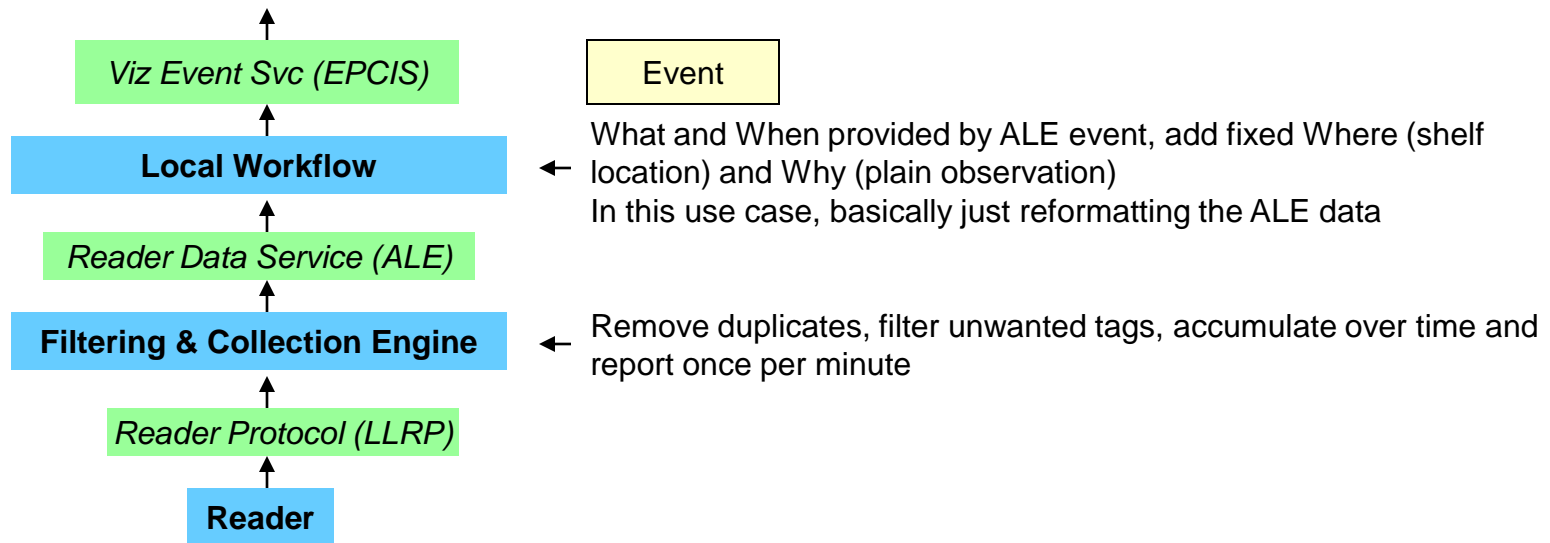 Viz Event Svc (EPCIS)
Event
Local Workflow
What and When provided by ALE event, add fixed Where (shelf
location) and Why (plain observation)
In this use case, basically just reformatting the ALE data
Reader Data Service (ALE)
Filtering & Collection Engine
Remove duplicates, filter unwanted tags, accumulate over time and
report once per minute
Reader Protocol (LLRP)
Reader